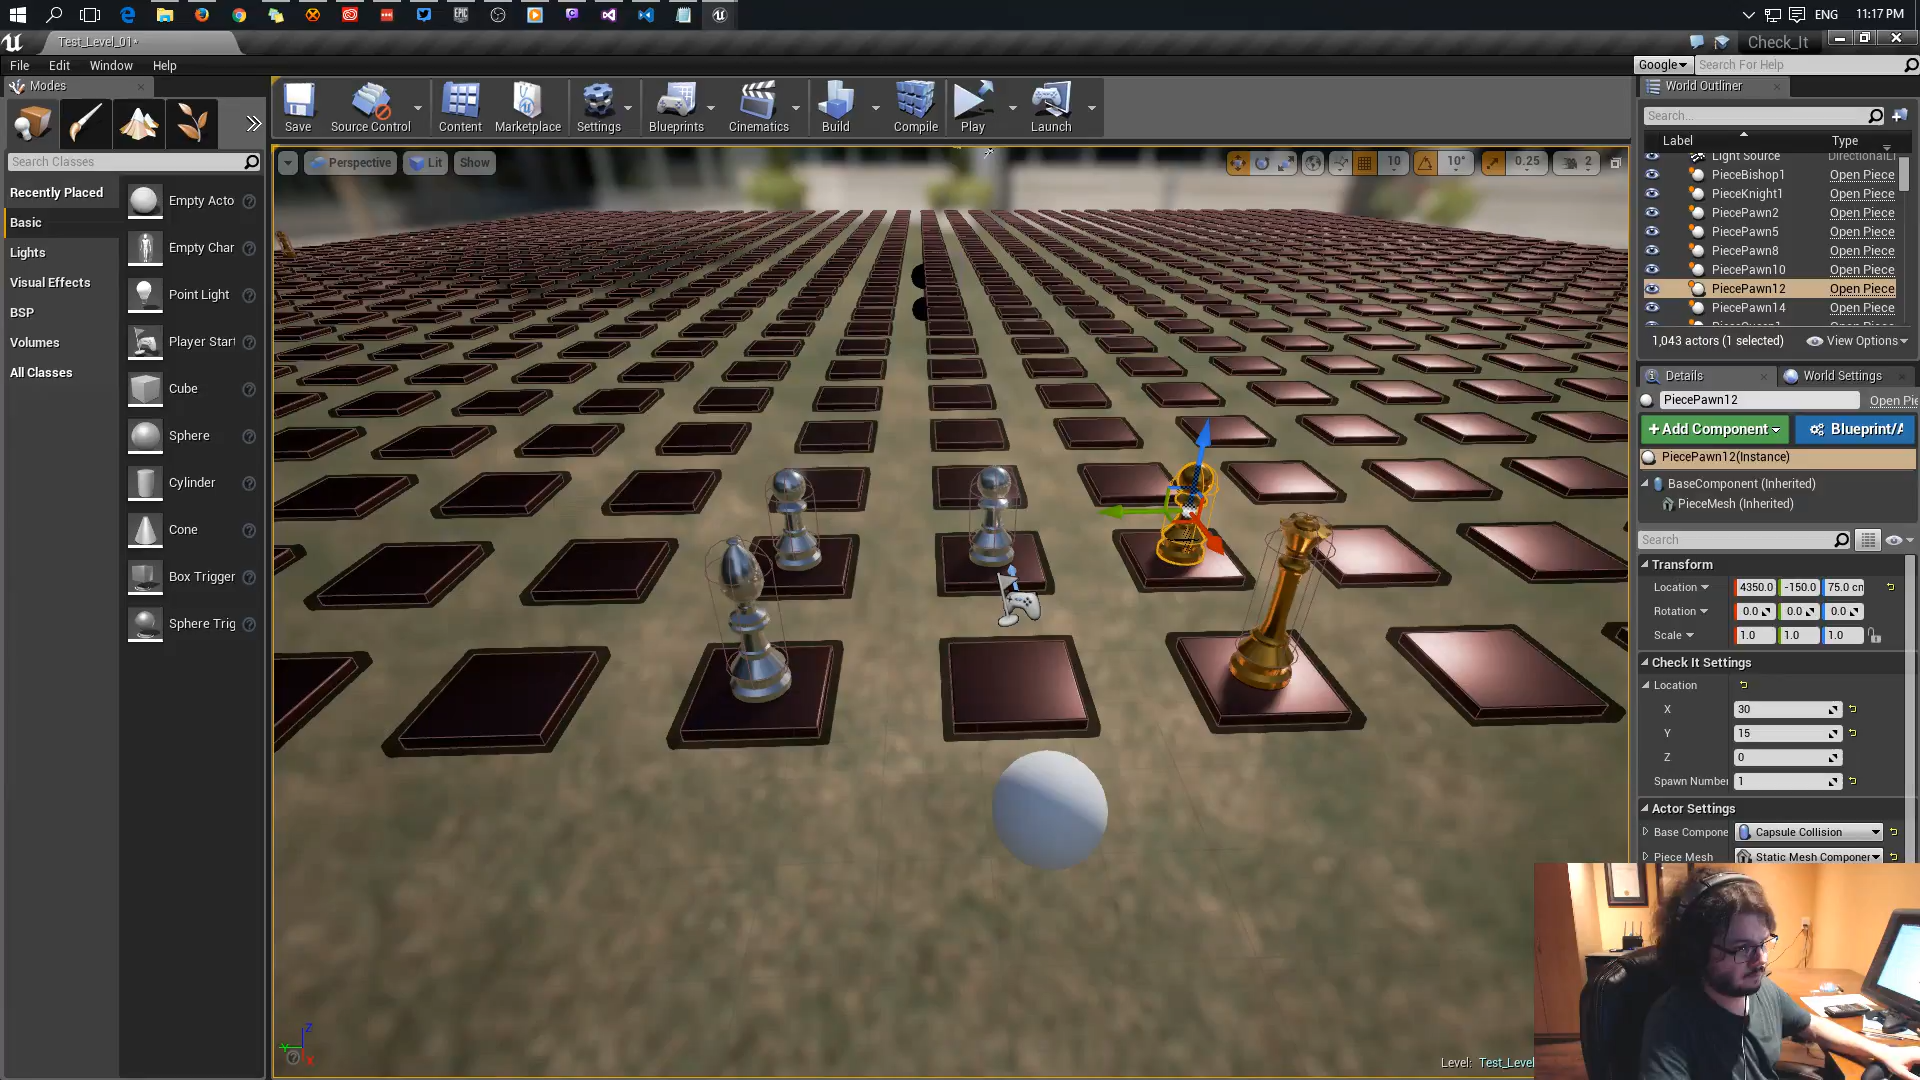 ENG
11:17 PM
Test_Level_01*
Check_It
File
Edit
Window
Help
Google
Search For Help
Modes
World Outliner
Save
Source Control
Content
Marketplace
Settings
Blueprints
Cinematics
Build
Compile
Play
Launch
Search...
Label
Type
Search Classes
Perspective
Lit
Show
10
10°
0.25
2
Light Source
DirectionalLi
PieceBishop1
Open Piece
PieceKnight1
Open Piece
PiecePawn2
Open Piece
PiecePawn5
Open Piece
PiecePawn8
Open Piece
PiecePawn10
Open Piece
PiecePawn12
Open Piece
PiecePawn14
Open Piece
1,043 actors (1 selected)
View Options
Recently Placed
Basic
Lights
Visual Effects
BSP
Volumes
All Classes
Empty Acto
Empty Char
Point Light
Player Start
Cube
Sphere
Cylinder
Cone
Box Trigger
Sphere Trig
Details
World Settings
PiecePawn12
Open Pie
+Add Component
Blueprint/A
PiecePawn12(Instance)
BaseComponent (Inherited)
PieceMesh (Inherited)
Search
Transform
Location
4350.0
-150.0
75.0 cm
Rotation
0.0
0.0
0.0
Scale
1.0
1.0
1.0
Check It Settings
Location
X
30
Y
15
Z
0
Spawn Number
1
Actor Settings
Base Compone
Capsule Collision
Piece Mesh
Static Mesh Componer
Z
Y
X
Level:
Test_Level